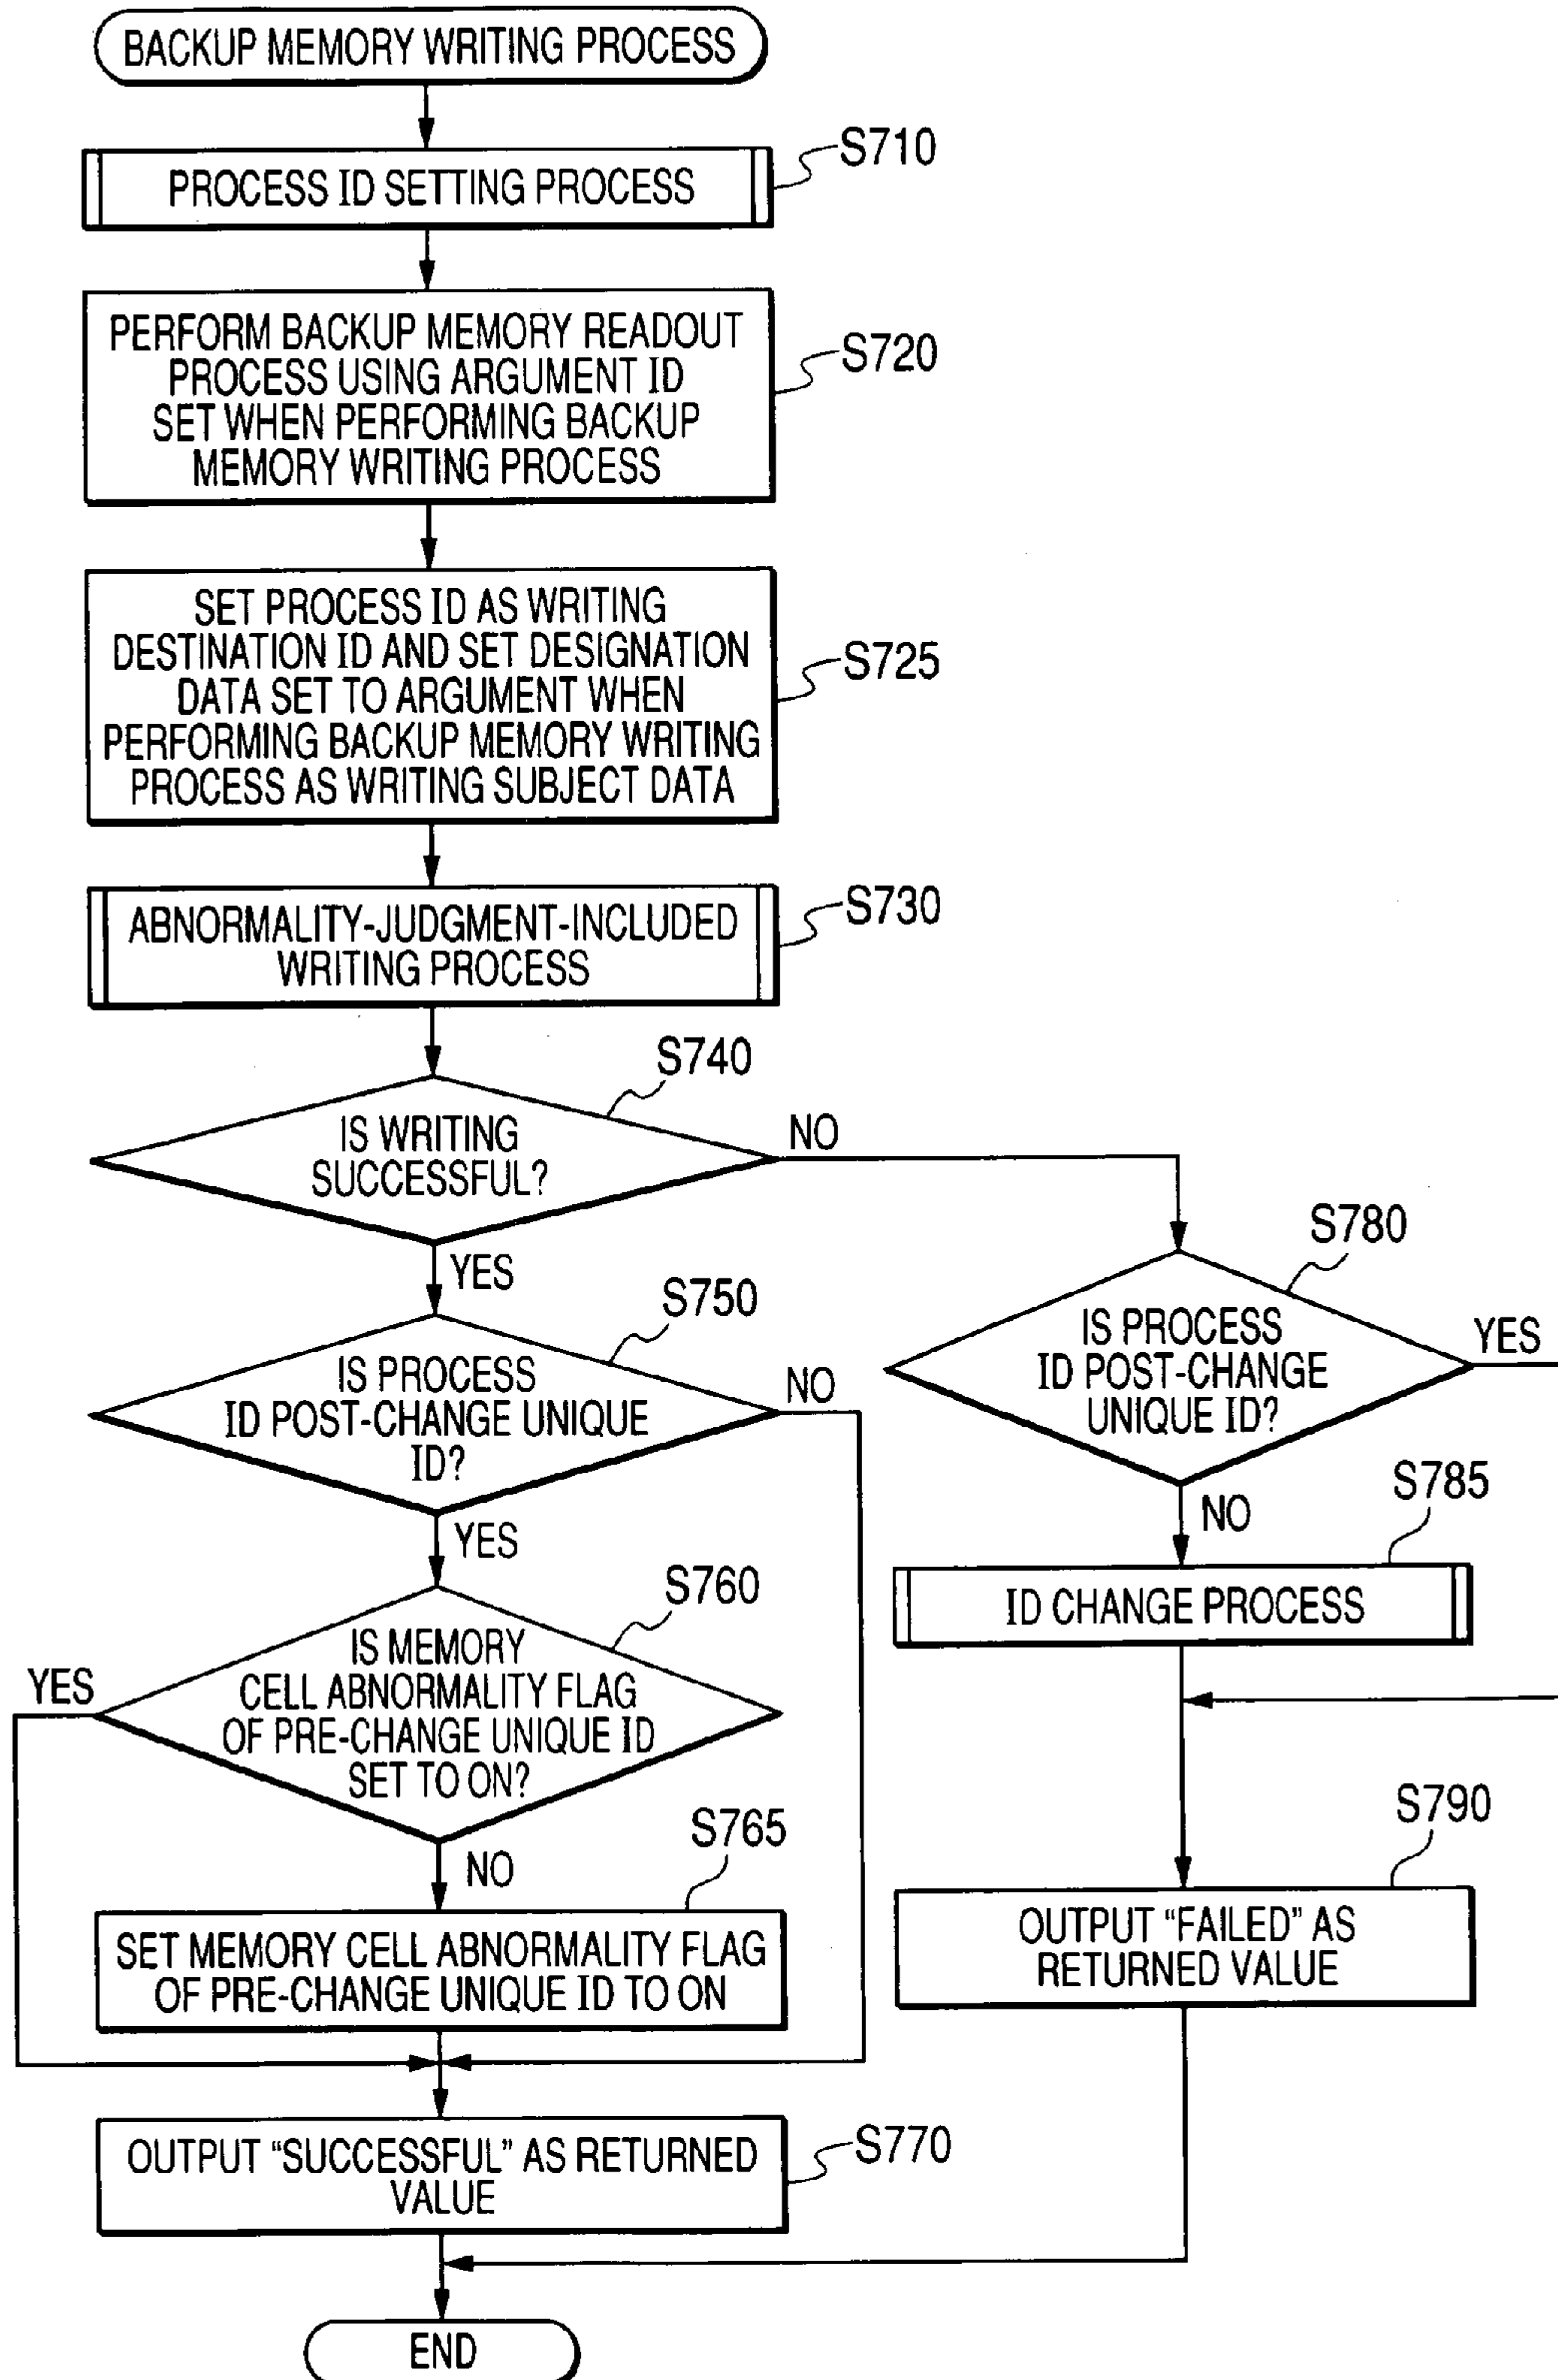 BACKUP MEMORY WRITING PROCESS
S710
PROCESS ID SETTING PROCESS
PERFORM BACKUP MEMORY READOUT
PROCESS USING ARGUMENT ID
SET WHEN PERFORMING BACKUP
MEMORY WRITING PROCESS
S720
SET PROCESS ID AS WRITING
DESTINATION ID AND SET DESIGNATION
DATA SET TO ARGUMENT WHEN
PERFORMING BACKUP MEMORY WRITING
PROCESS AS WRITING SUBJECT DATA
S725
ABNORMALITY-JUDGMENT-INCLUDED
WRITING PROCESS
S730
S740
IS WRITING
SUCCESSFUL?
NO
YES
S750
IS PROCESS
ID POST-CHANGE UNIQUE
ID?
NO
YES
S760
IS MEMORY
CELL ABNORMALITY FLAG
OF PRE-CHANGE UNIQUE ID
SET TO ON?
YES
NO
S765
SET MEMORY CELL ABNORMALITY FLAG
OF PRE-CHANGE UNIQUE ID TO ON
OUTPUT “SUCCESSFUL” AS RETURNED
VALUE
S770
S780
IS PROCESS
ID POST-CHANGE
UNIQUE ID?
YES
NO
S785
ID CHANGE PROCESS
S790
OUTPUT “FAILED” AS
RETURNED VALUE
END